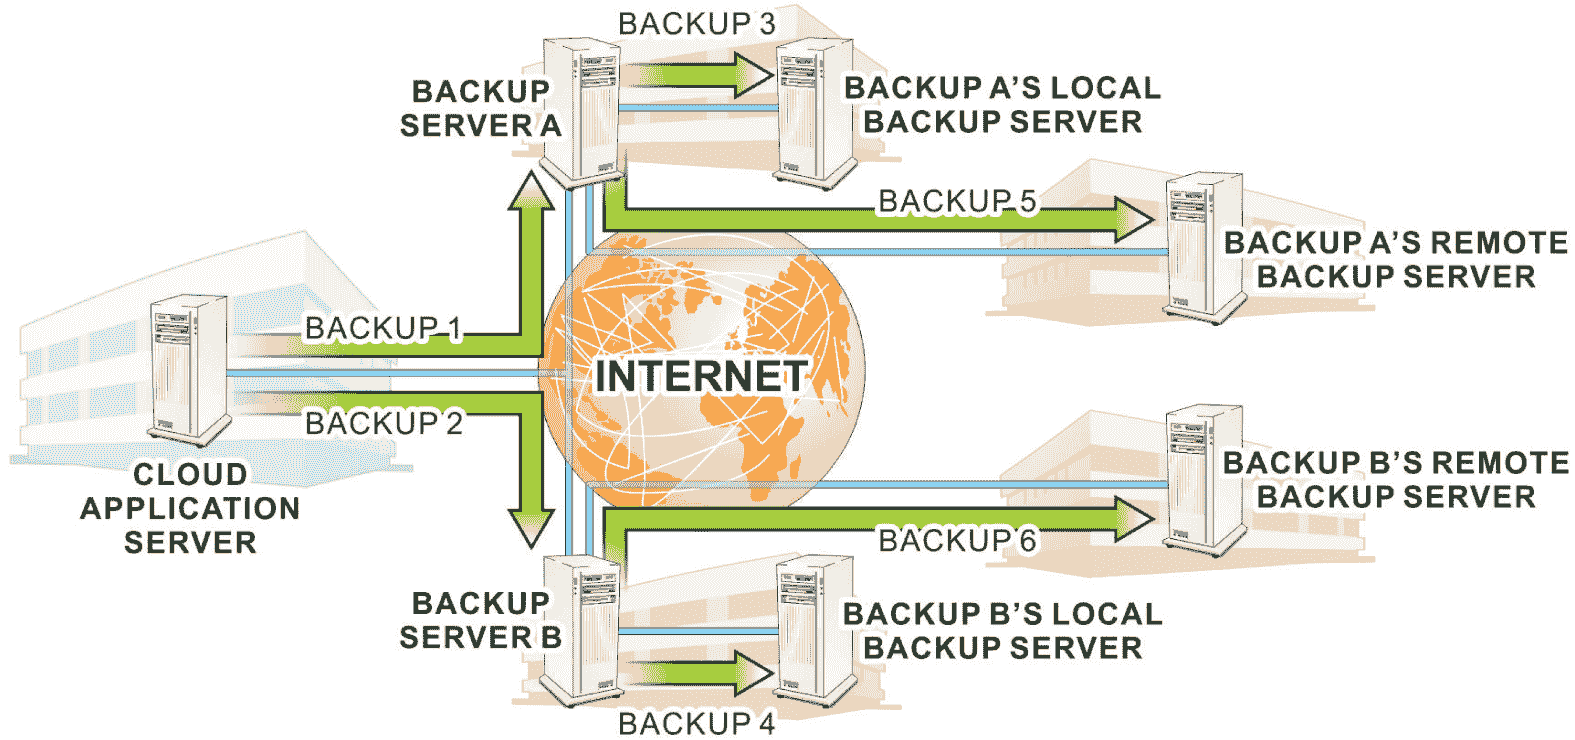 BACKUP 3
BACKUP
SERVER A
BACKUP A'S LOCAL
BACKUP SERVER
BACKUP 5
BACKUP A'S REMOTE
BACKUP SERVER
BACKUP 1
INTERNET
BACKUP 2
CLOUD
APPLICATION
SERVER
BACKUP B'S REMOTE
BACKUP SERVER
BACKUP 6
BACKUP
SERVER B
BACKUP B'S LOCAL
BACKUP SERVER
BACKUP 4